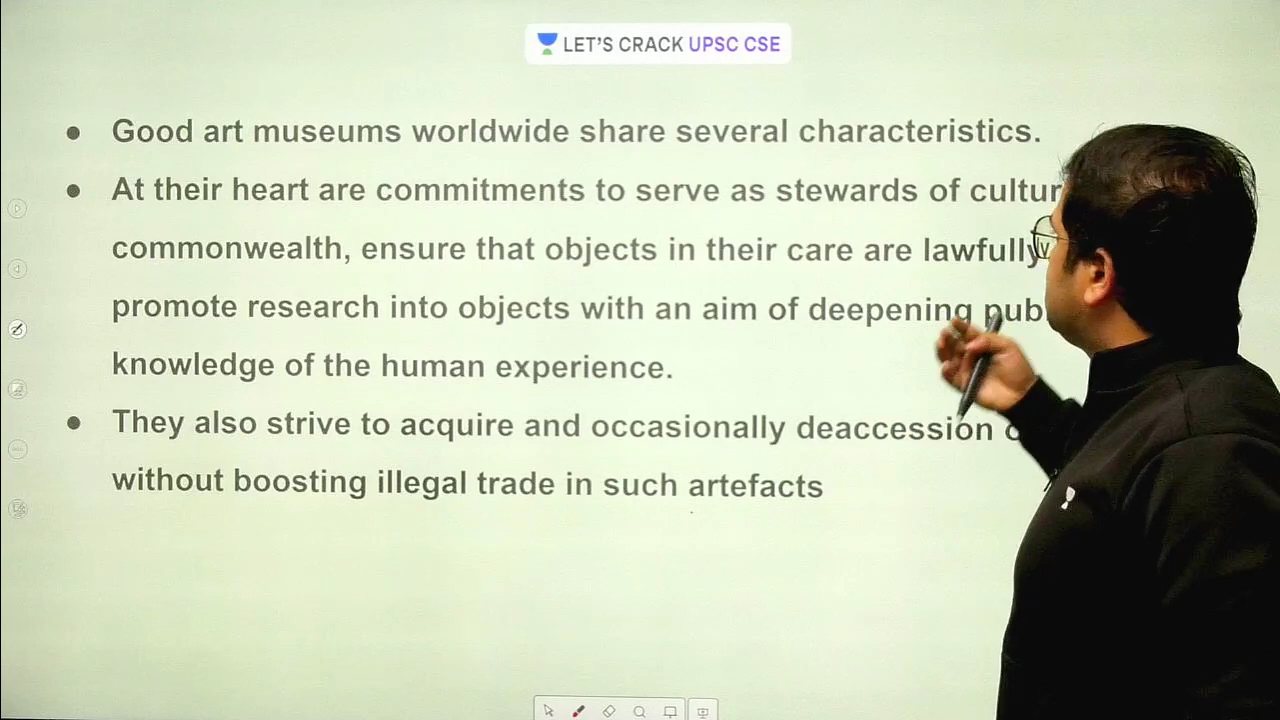 LET'S CRACK UPSC CSE
Good art museums worldwide share several characteristics.
At their heart are commitments to serve as stewards of
commonwealth, ensure that objects in their care are lawfully
promote research into objects with an aim of deepening
knowledge of the human experience.
They also strive to acquire and occasionally deaccession
without boosting illegal trade in such artefacts